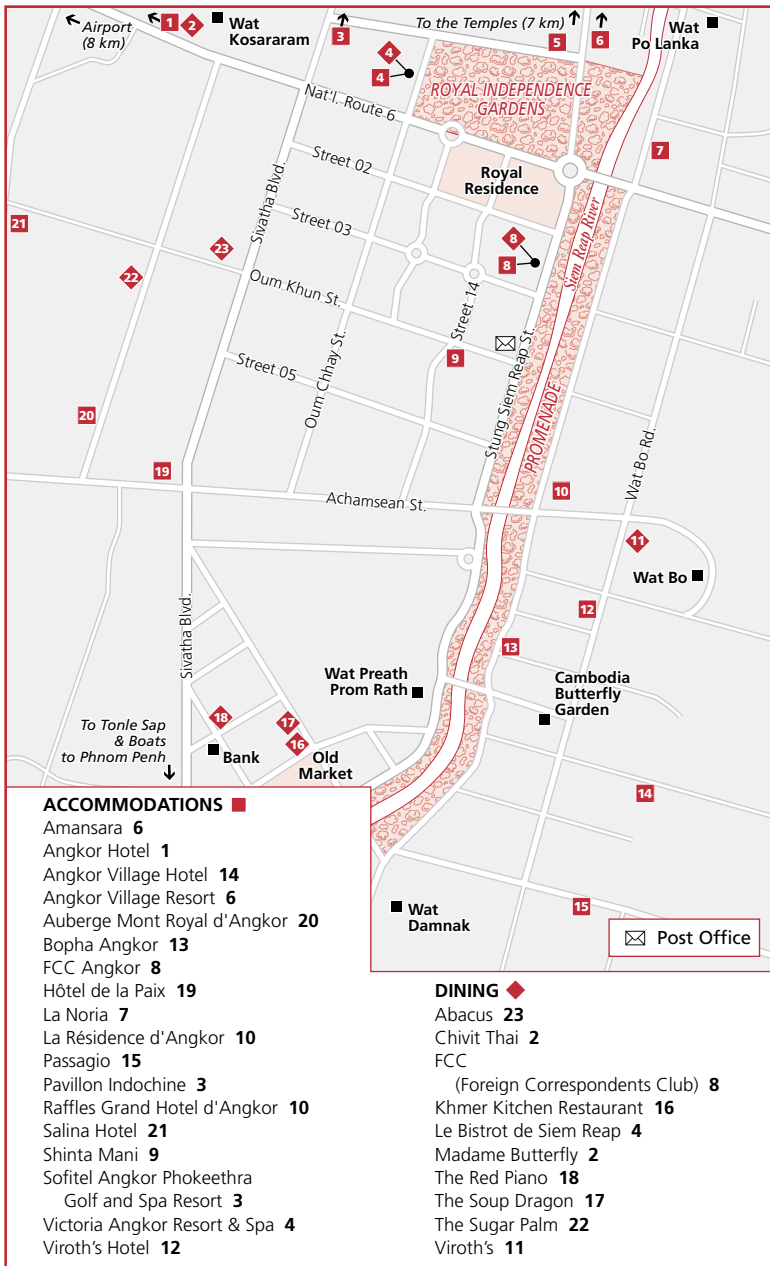 Airport
(8 km)
1
2
Wat
Kosararam
3
To the Temples (7 km)
5
6
Wat
Po Lanka
4
4
Nat'l. Route 6
ROYAL INDEPENDENCE
GARDENS
7
Street 02
Royal
Residence
Sivatha Blvd.
Street 03
21
23
22
8
8
Siem Reap River
Oum Khun St.
Street 14
9
Street 05
Oum Chhay St.
Stung Siem Reap St.
PROMENADE
20
Wat Bo Rd.
19
10
Achamsean St.
11
Wat Bo
12
Sivatha Blvd.
13
Wat Preath
Prom Rath
Cambodia
Butterfly
Garden
18
17
16
To Tonle Sap
& Boats
to Phnom Penh
Bank
Old
Market
14
15
Wat
Damnak
Post Office
ACCOMMODATIONS
Amansara 6
Angkor Hotel 1
Angkor Village Hotel 14
Angkor Village Resort 6
Auberge Mont Royal d'Angkor 20
Bopha Angkor 13
FCC Angkor 8
Hôtel de la Paix 19
La Noria 7
La Résidence d'Angkor 10
Passagio 15
Pavillon Indochine 3
Raffles Grand Hotel d'Angkor 10
Salina Hotel 21
Shinta Mani 9
Sofitel Angkor Phokeethra
Golf and Spa Resort 3
Victoria Angkor Resort & Spa 4
Viroth's Hotel 12
DINING
Abacus 23
Chivit Thai 2
FCC
(Foreign Correspondents Club) 8
Khmer Kitchen Restaurant 16
Le Bistrot de Siem Reap 4
Madame Butterfly 2
The Red Piano 18
The Soup Dragon 17
The Sugar Palm 22
Viroth's 11